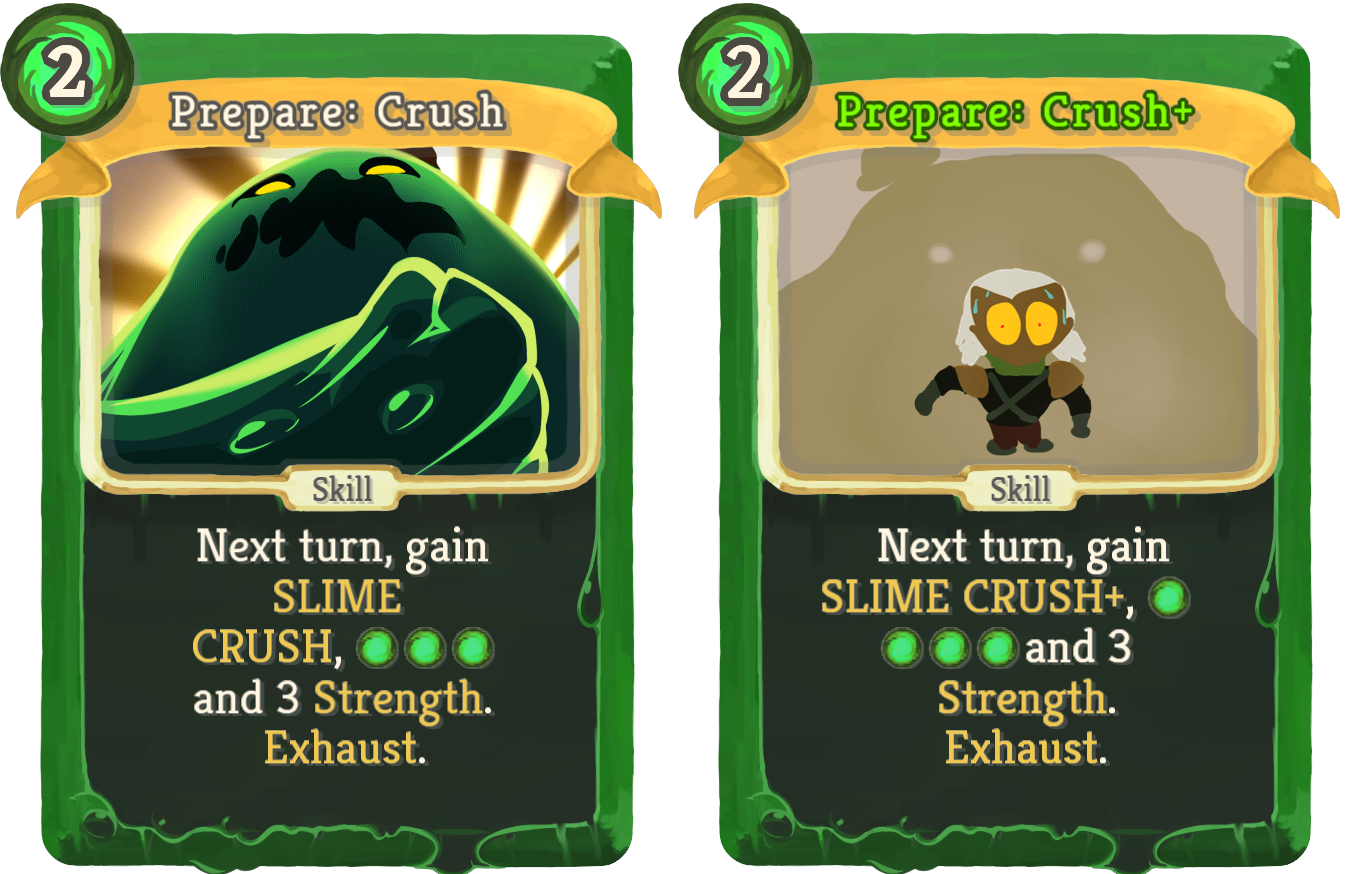 2
Prepare: Crush
Skill
Next turn, gain
SLIME
CRUSH,
and 3 Strength.
Exhaust.
2
Prepare: Crush+
Skill
Next turn, gain
SLIME CRUSH+,
and 3
Strength.
Exhaust.